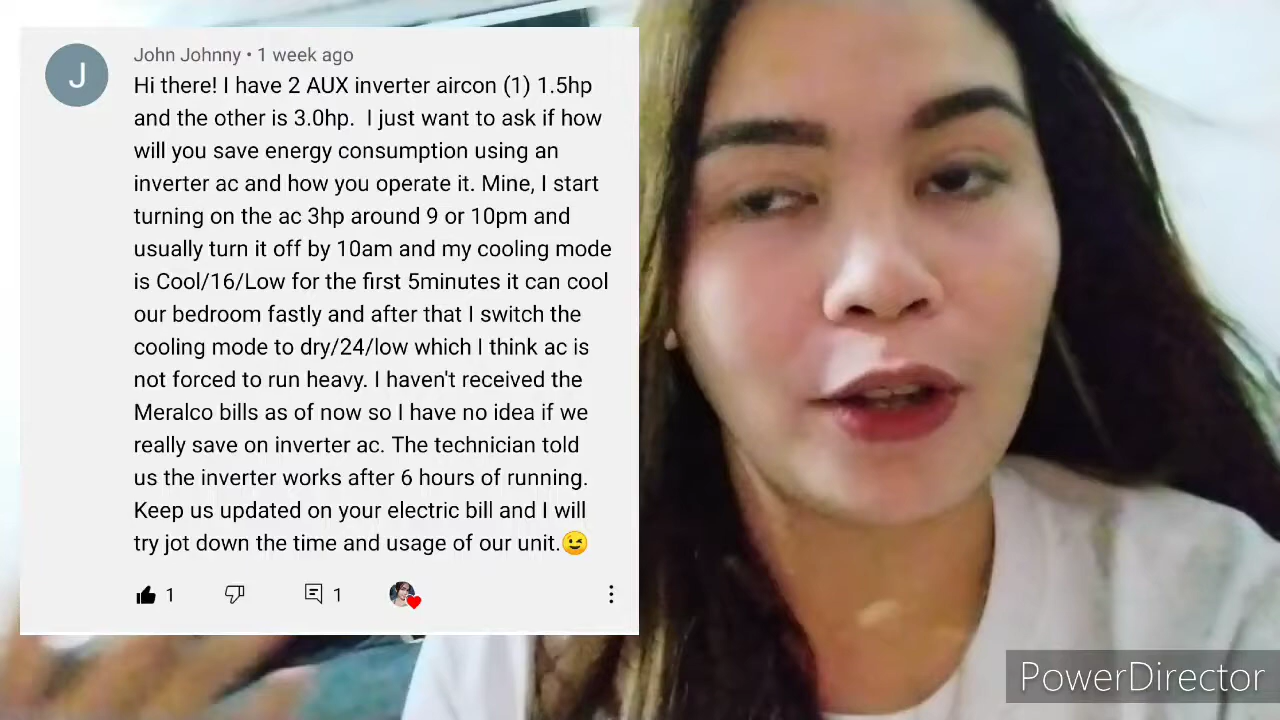 J
John Johnny • 1 week ago
Hi there! I have 2 AUX inverter aircon (1) 1.5hp
and the other is 3.0hp.  I just want to ask if how
will you save energy consumption using an
inverter ac and how you operate it. Mine, I start
turning on the ac 3hp around 9 or 10pm and
usually turn it off by 10am and my cooling mode
is Cool/16/Low for the first 5minutes it can cool
our bedroom fastly and after that I switch the
cooling mode to dry/24/low which I think ac is
not forced to run heavy. I haven't received the
Meralco bills as of now so I have no idea if we
really save on inverter ac. The technician told
us the inverter works after 6 hours of running.
Keep us updated on your electric bill and I will
try jot down the time and usage of our unit.😉
1 1
PowerDirector